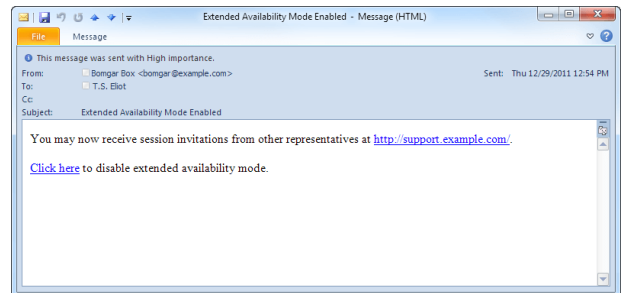 Extended Availability Mode Enabled - Message (HTML)
File Message
This message was sent with High importance.
From: Bomgar Box <bomgar@example.com> Sent: Thu 12/29/2011 12:54 PM
To: T.S. Eliot
Cc:
Subject: Extended Availability Mode Enabled
You may now receive session invitations from other representatives at http://support.example.com/.
Click here to disable extended availability mode.